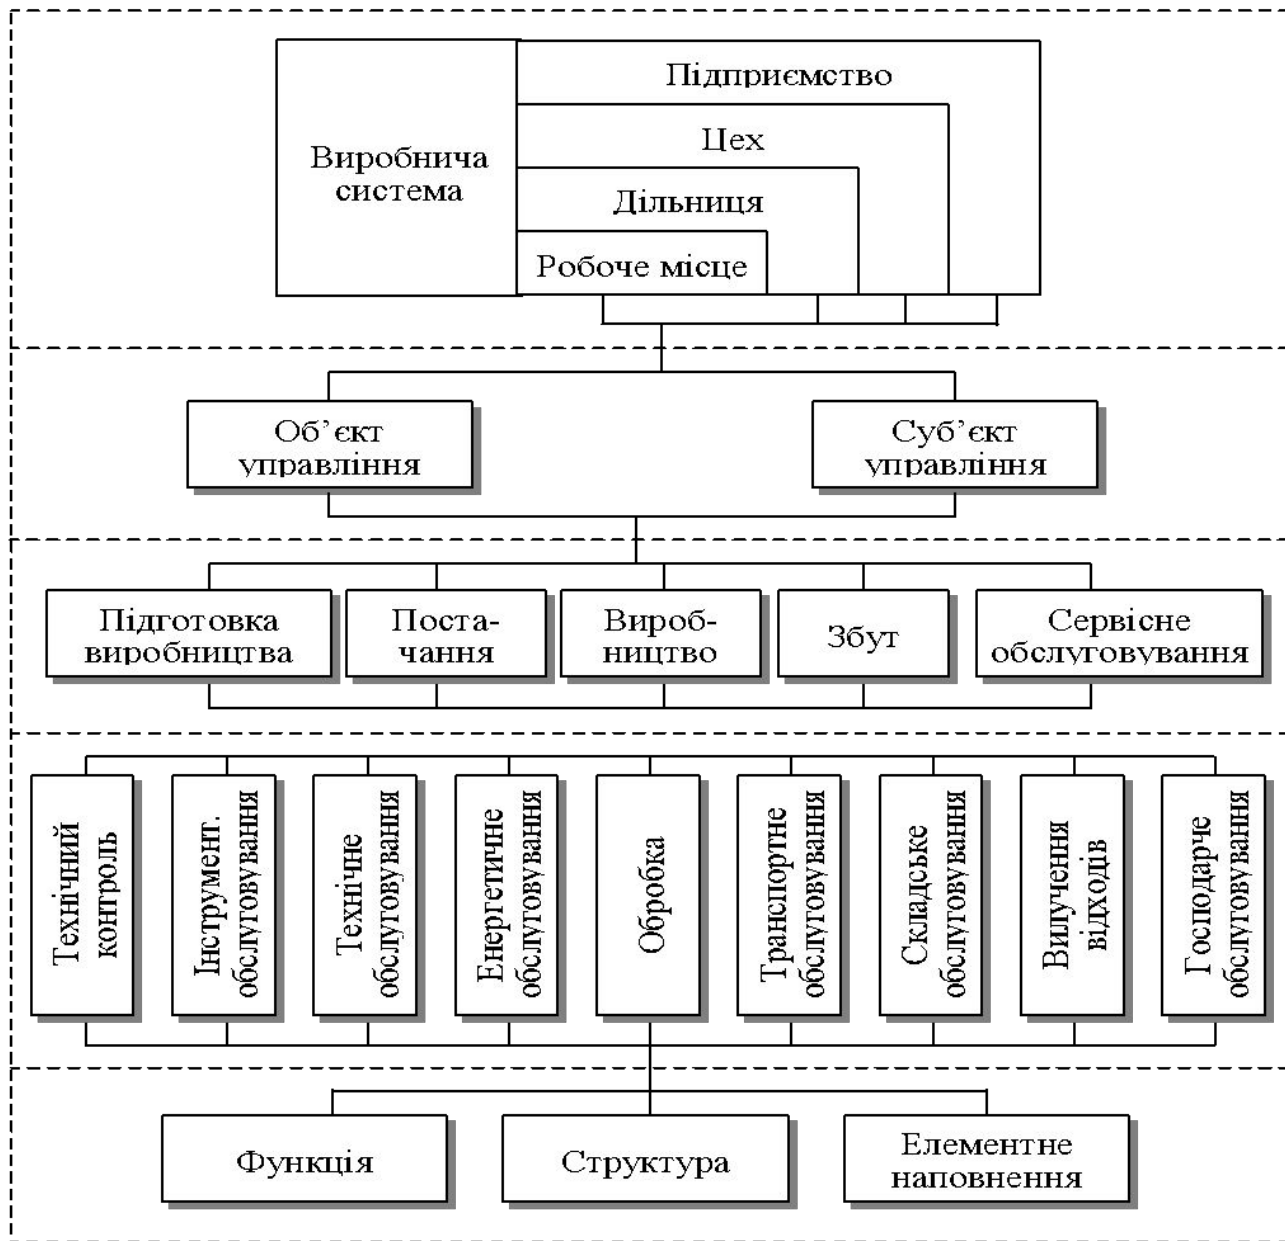 Підприємство
Цех
Виробнича
система
Дільниця
Робоче місце
Об’єкт
управління
Суб’єкт
управління
Підготовка
виробництва
Поста-
чання
Вироб-
ництво
Збут
Сервісне
обслуговування
Технічний
контроль
Інструмент.
обслуговування
Технічне
обслуговування
Енергетичне
обслуговування
Обробка
Транспортне
обслуговування
Складське
обслуговування
Вилучення
відходів
Господарче
обслуговування
Функція
Структура
Елементне
наповнення